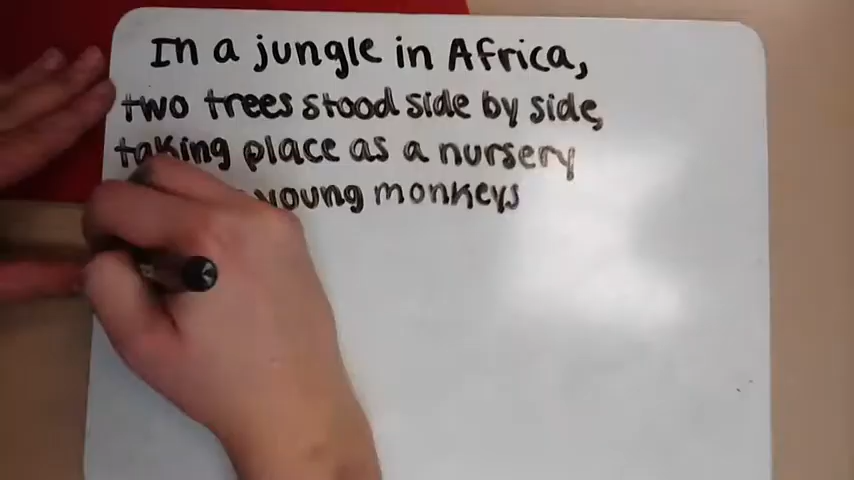 In a jungle in Africa,
two trees stood side by side,
taking place as a nursery
young monkeys